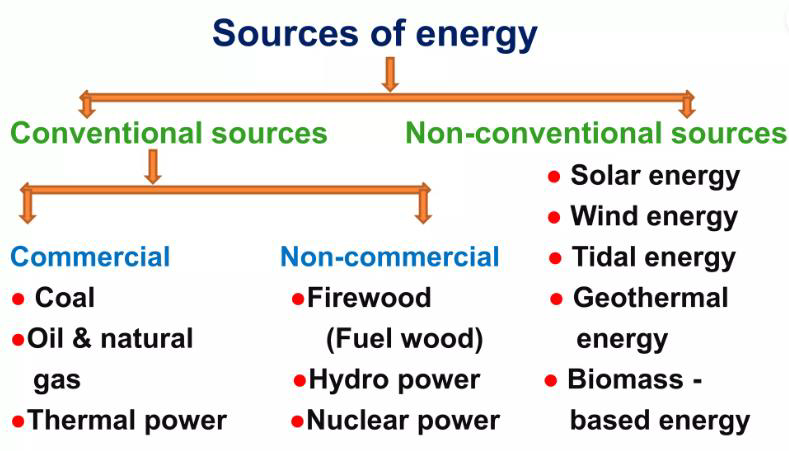 Sources of energy
Conventional sources
Non-conventional sources
Commercial
● Coal
●Oil & natural
gas
●Thermal power
Non-commercial
●Firewood
(Fuel wood)
●Hydro power
●Nuclear power
● Solar energy
● Wind energy
● Tidal energy
● Geothermal
energy
● Biomass -
based energy